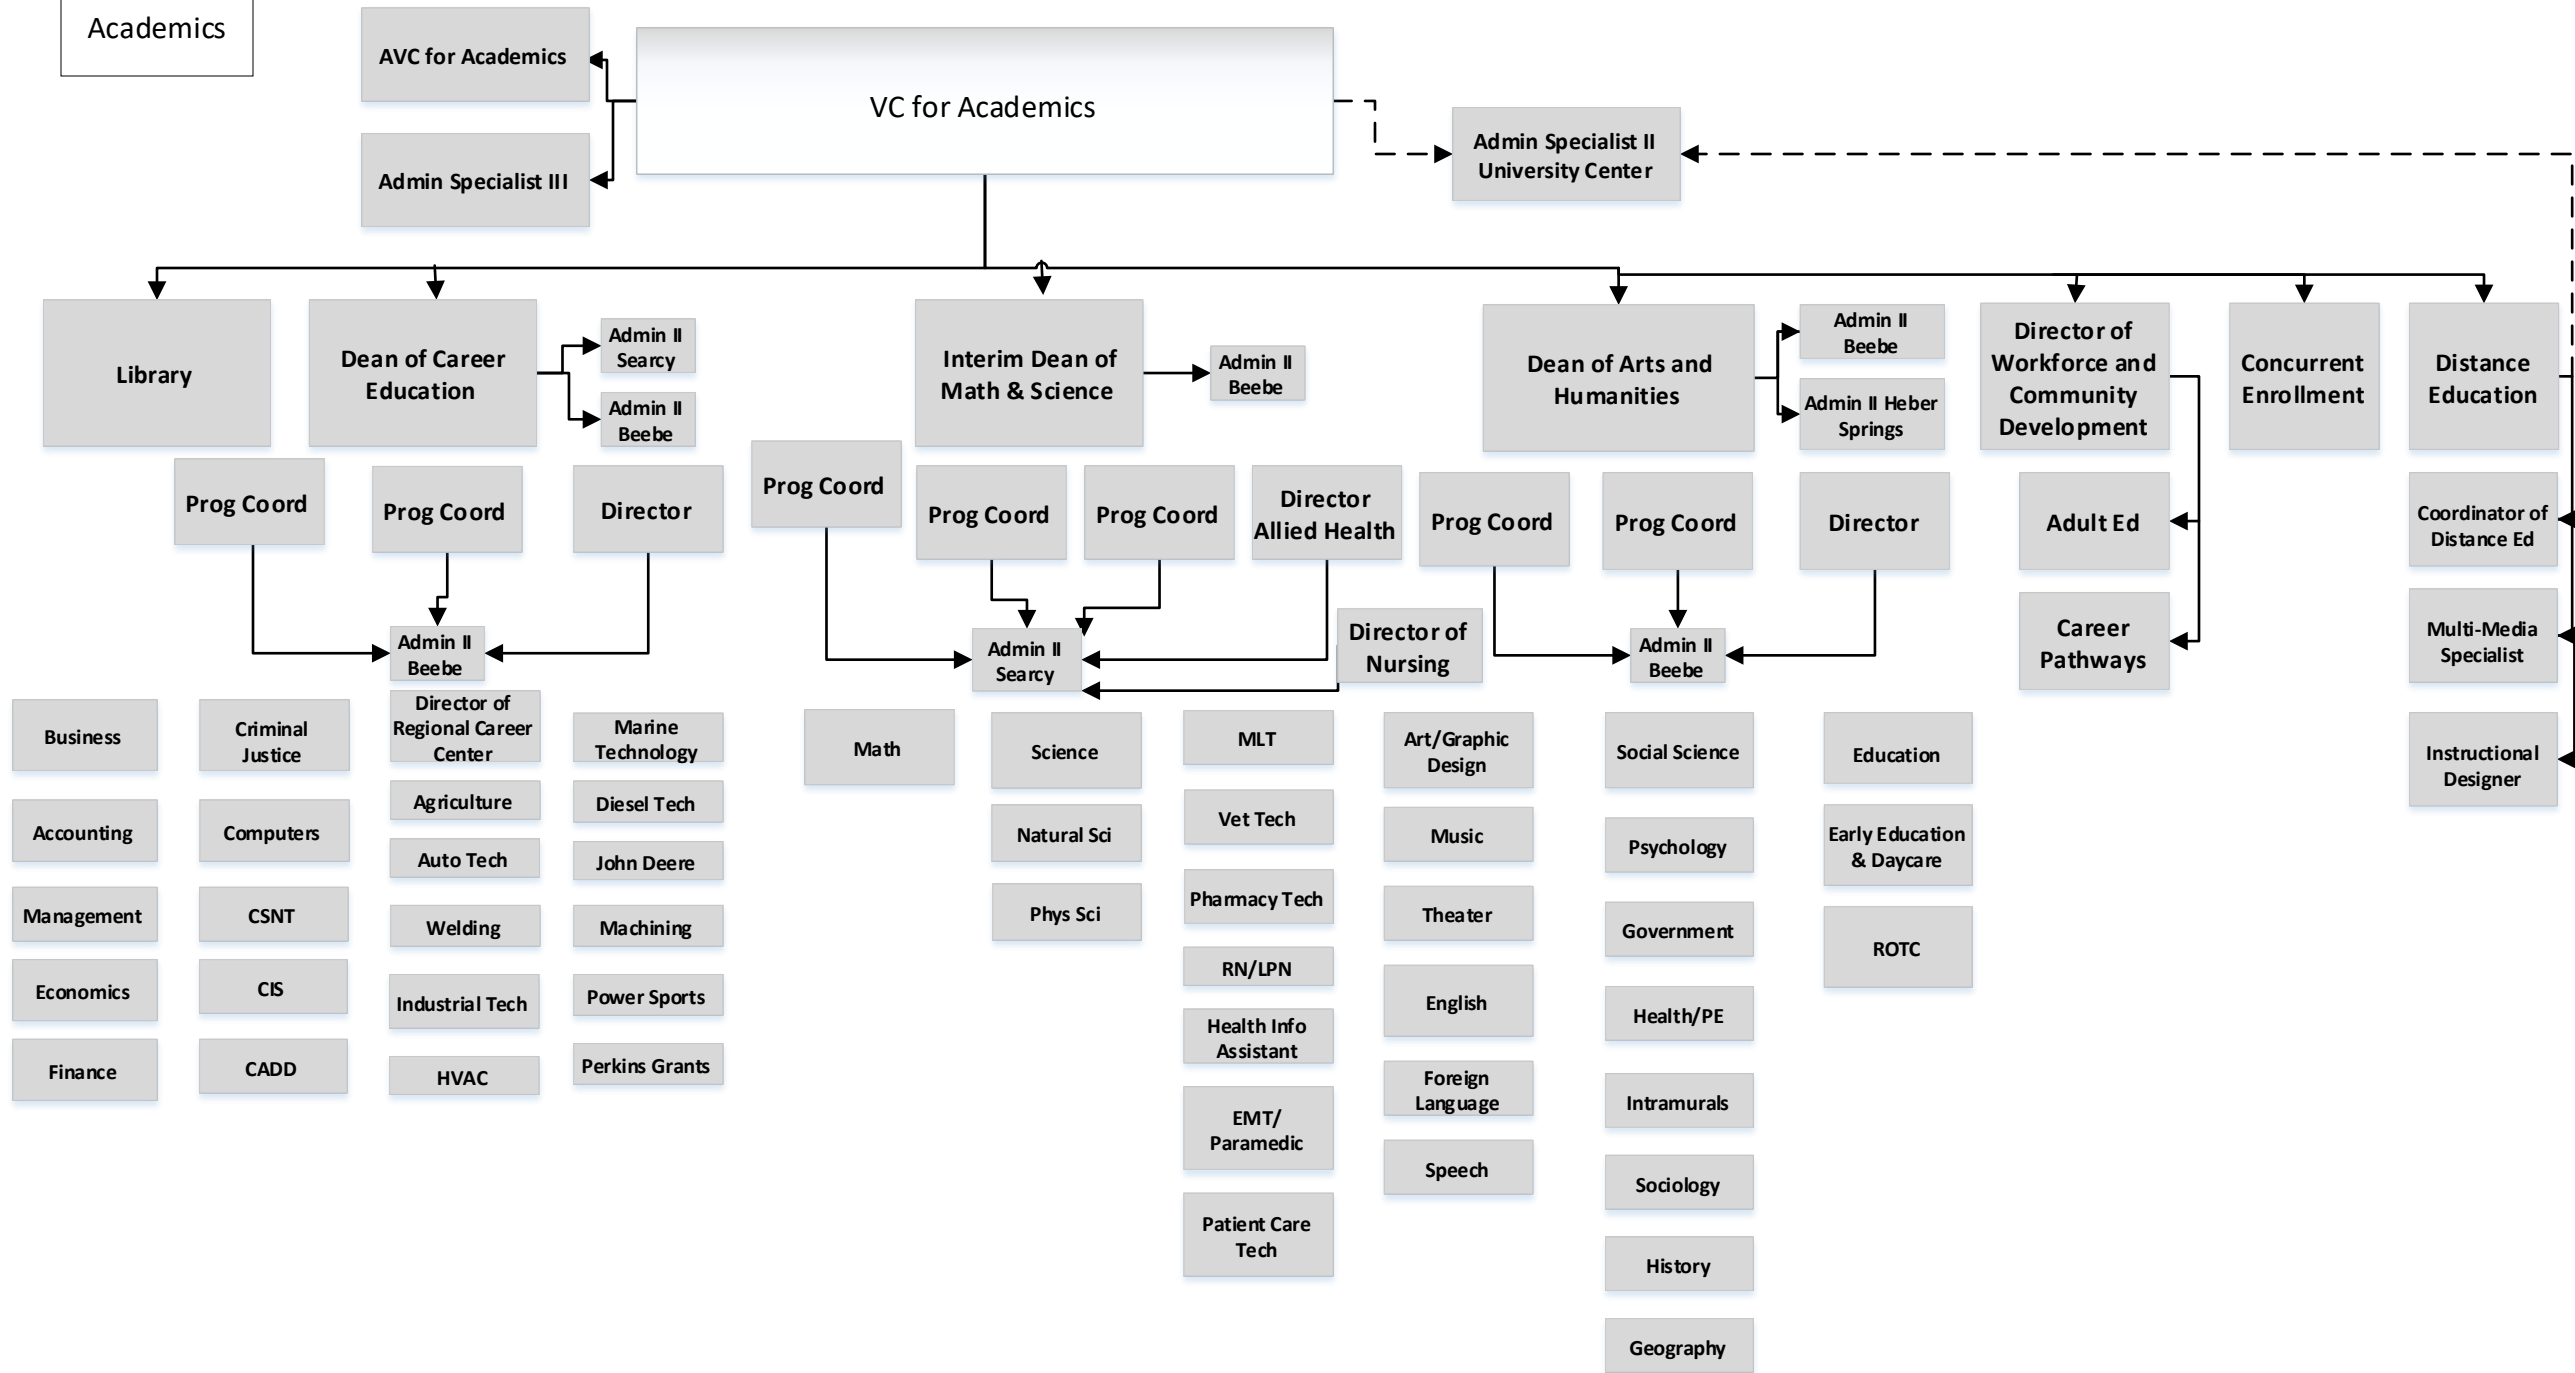 Academics
AVC for Academics
VC for Academics
Admin Specialist III
Admin Specialist II
University Center
Library
Dean of Career
Education
Admin II
Searcy
Admin II
Beebe
Interim Dean of
Math & Science
Admin II
Beebe
Dean of Arts and
Humanities
Admin II
Beebe
Admin II Heber
Springs
Director of
Workforce and
Community
Development
Concurrent
Enrollment
Distance
Education
Prog Coord
Prog Coord
Director
Prog Coord
Prog Coord
Prog Coord
Director
Allied Health
Prog Coord
Prog Coord
Director
Adult Ed
Coordinator of
Distance Ed
Admin II
Beebe
Admin II
Searcy
Director of
Nursing
Admin II
Beebe
Career
Pathways
Multi-Media
Specialist
Business
Accounting
Management
Economics
Finance
Criminal
Justice
Computers
CSNT
CIS
CADD
Director of
Regional Career
Center
Agriculture
Auto Tech
Welding
Industrial Tech
HVAC
Marine
Technology
Diesel Tech
John Deere
Machining
Power Sports
Perkins Grants
Math
Science
Natural Sci
Phys Sci
MLT
Vet Tech
Pharmacy Tech
RN/LPN
Health Info
Assistant
EMT/
Paramedic
Patient Care
Tech
Art/Graphic
Design
Music
Theater
English
Foreign
Language
Speech
Social Science
Psychology
Government
Health/PE
Intramurals
Sociology
History
Geography
Education
Early Education
& Daycare
ROTC
Instructional
Designer